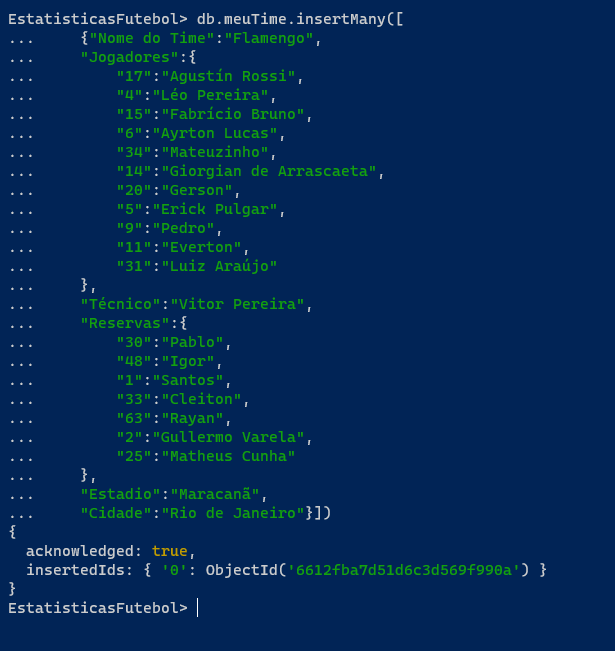 EstatisticasFutebol> db.meuTime.insertMany([
...     {"Nome do Time":"Flamengo",
...     "Jogadores":{
...         "17":"Agustín Rossi",
...         "4":"Léo Pereira",
...         "15":"Fabrício Bruno",
...         "6":"Ayrton Lucas",
...         "34":"Mateuzinho",
...         "14":"Giorgian de Arrascaeta",
...         "20":"Gerson",
...         "5":"Erick Pulgar",
...         "9":"Pedro",
...         "11":"Everton",
...         "31":"Luiz Araújo"
...     },
...     "Técnico":"Vitor Pereira",
...     "Reservas":{
...         "30":"Pablo",
...         "48":"Igor",
...         "1":"Santos",
...         "33":"Cleiton",
...         "63":"Rayan",
...         "2":"Gullermo Varela",
...         "25":"Matheus Cunha"
...     },
...     "Estadio":"Maracanã",
...     "Cidade":"Rio de Janeiro"}])
{
  acknowledged: true,
  insertedIds: { '0': ObjectId('6612fba7d51d6c3d569f990a') }
}
EstatisticasFutebol>